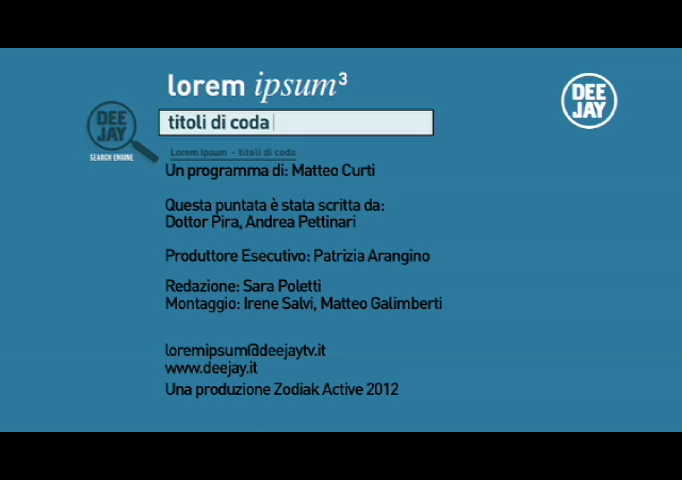 lorem ipsum³
DEE JAY
DEE JAY
SEARCH ENGINE
titoli di coda
Lorem Ipsum - titoli di coda
Un programma di: Matteo Curti
Questa puntata è stata scritta da:
Dottor Pira, Andrea Pettinari
Produttore Esecutivo: Patrizia Arangino
Redazione: Sara Poletti
Montaggio: Irene Salvi, Matteo Galimberti
loremipsum@deejaytv.it
www.deejay.it
Una produzione Zodiak Active 2012